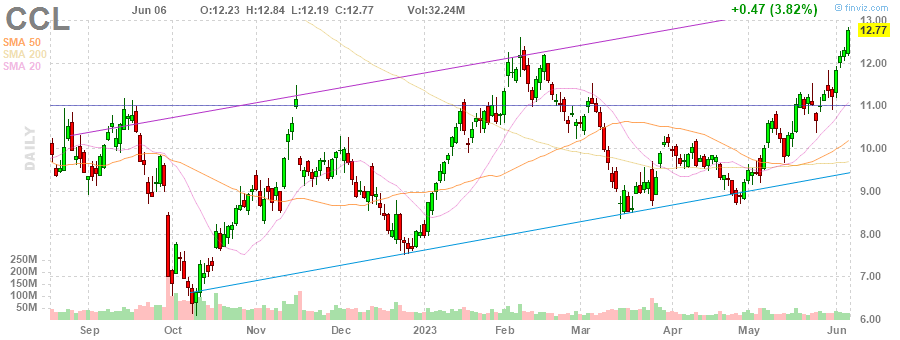 CCL Jun 06 O:12.23 H:12.84 L:12.19 C:12.77 Vol:32.24M +0.47 (3.82%) © finviz.com
SMA 50
SMA 200
SMA 20
DAILY
13.00
12.77
12.00
11.00
10.00
9.00
8.00
7.00
6.00
250M
200M
150M
100M
50M
Sep Oct Nov Dec 2023 Feb Mar Apr May Jun